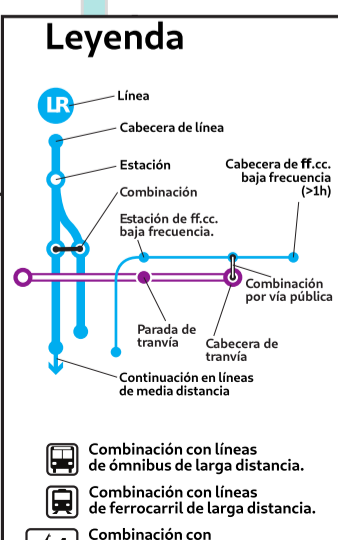 Leyenda
LR
Línea
Cabecera de línea
Estación
Combinación
Cabecera de ff.cc.
baja frecuencia
(>1h)
Estación de ff.cc.
baja frecuencia.
Combinación
por vía pública
Parada de
tranvía
Cabecera de
tranvía
Continuación en líneas
de media distancia
Combinación con líneas
de ómnibus de larga distancia.
Combinación con líneas
de ferrocarril de larga distancia.
Combinación con